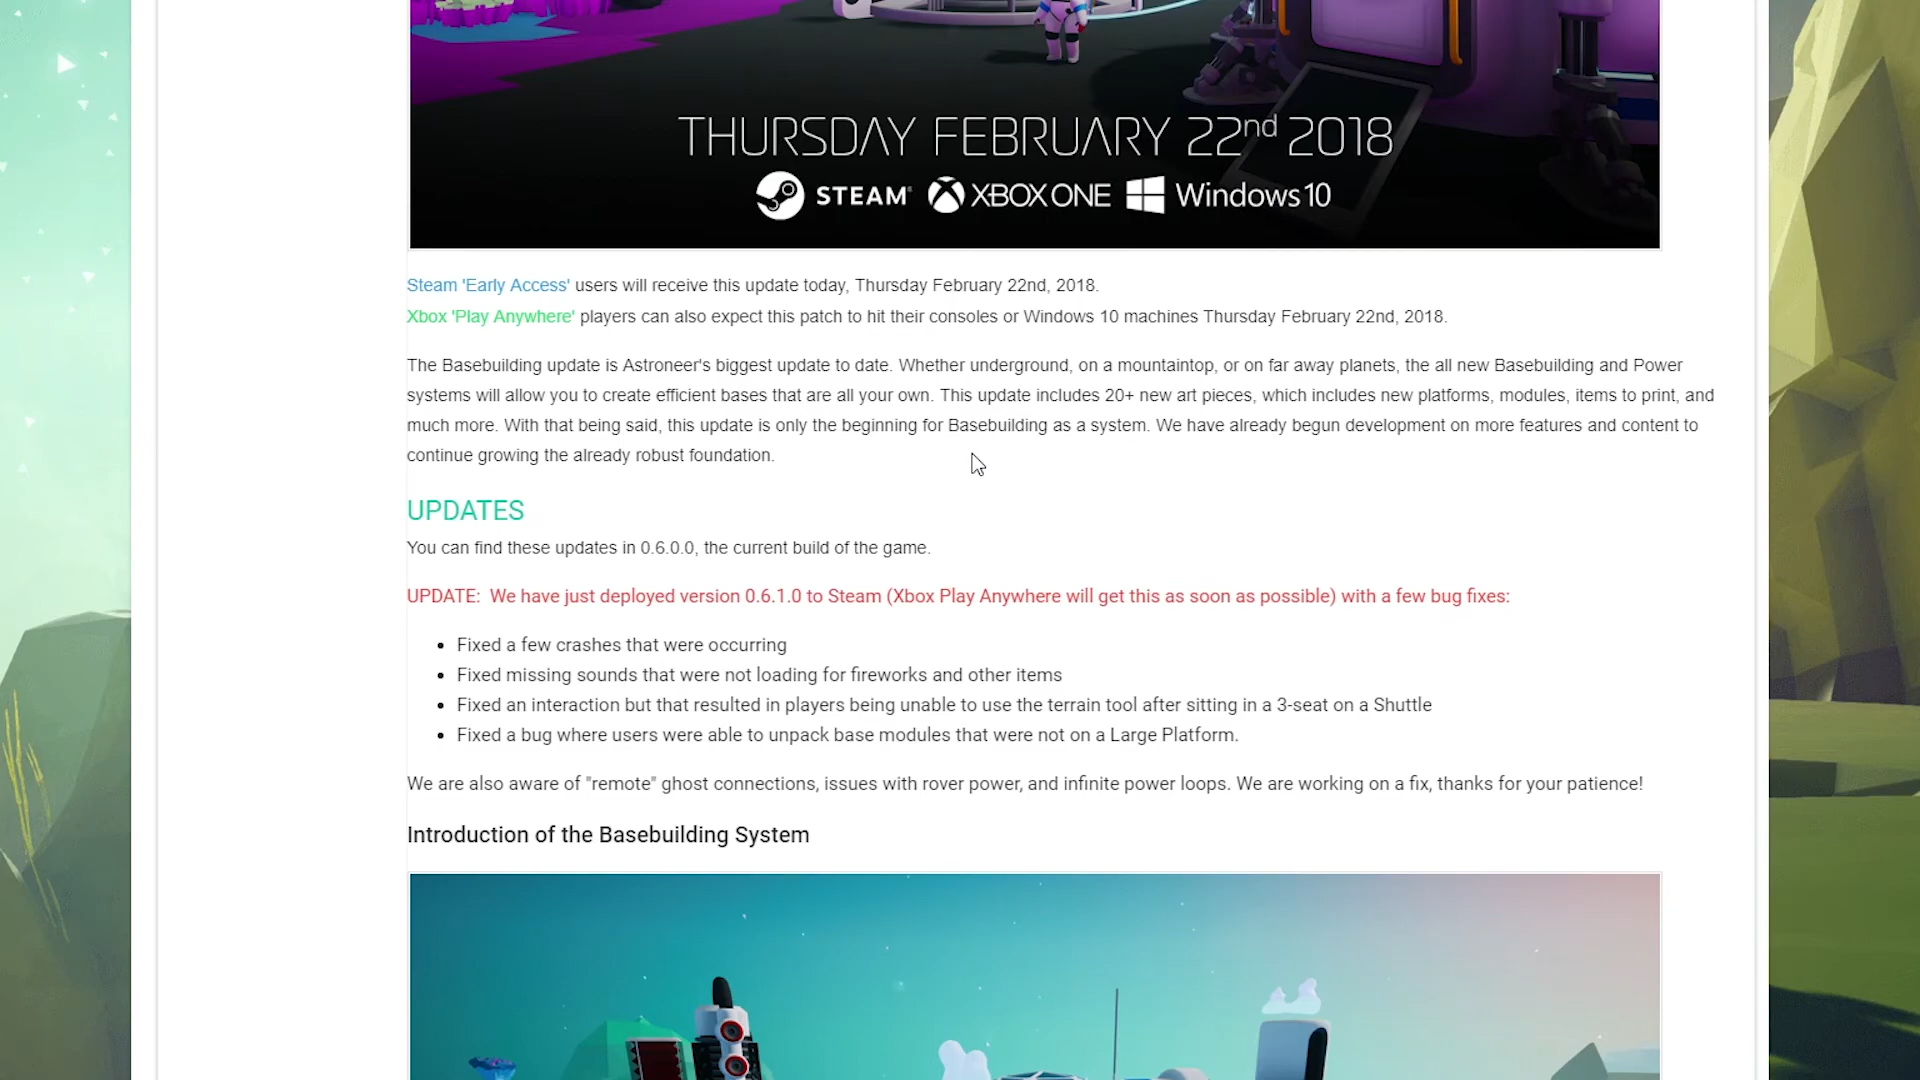 THURSDAY FEBRUARY 22nd 2018
STEAM XBOX ONE Windows 10
Steam 'Early Access' users will receive this update today, Thursday February 22nd, 2018.
Xbox 'Play Anywhere' players can also expect this patch to hit their consoles or Windows 10 machines Thursday February 22nd, 2018.
The Basebuilding update is Astroneer's biggest update to date. Whether underground, on a mountaintop, or on far away planets, the all new Basebuilding and Power
systems will allow you to create efficient bases that are all your own. This update includes 20+ new art pieces, which includes new platforms, modules, items to print, and
much more. With that being said, this update is only the beginning for Basebuilding as a system. We have already begun development on more features and content to
continue growing the already robust foundation.
UPDATES
You can find these updates in 0.6.0.0, the current build of the game.
UPDATE: We have just deployed version 0.6.1.0 to Steam (Xbox Play Anywhere will get this as soon as possible) with a few bug fixes:
• Fixed a few crashes that were occurring
• Fixed missing sounds that were not loading for fireworks and other items
• Fixed an interaction but that resulted in players being unable to use the terrain tool after sitting in a 3-seat on a Shuttle
• Fixed a bug where users were able to unpack base modules that were not on a Large Platform.
We are also aware of "remote" ghost connections, issues with rover power, and infinite power loops. We are working on a fix, thanks for your patience!
Introduction of the Basebuilding System